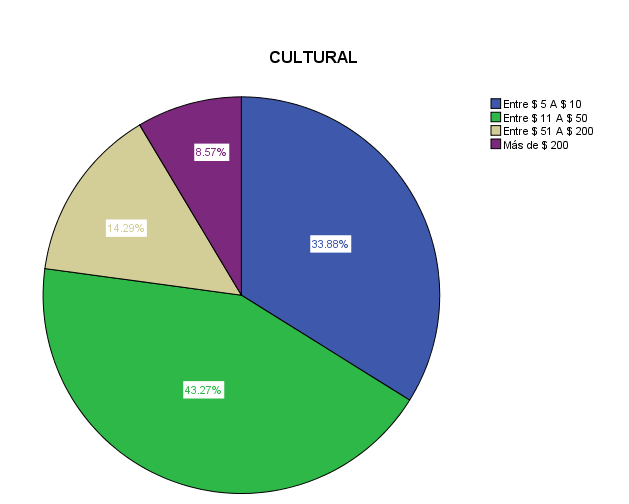 CULTURAL
Entre $ 5 A $ 10
Entre $ 11 A $ 50
Entre $ 51 A $ 200
Más de $ 200
8.57%
14.29%
33.88%
43.27%